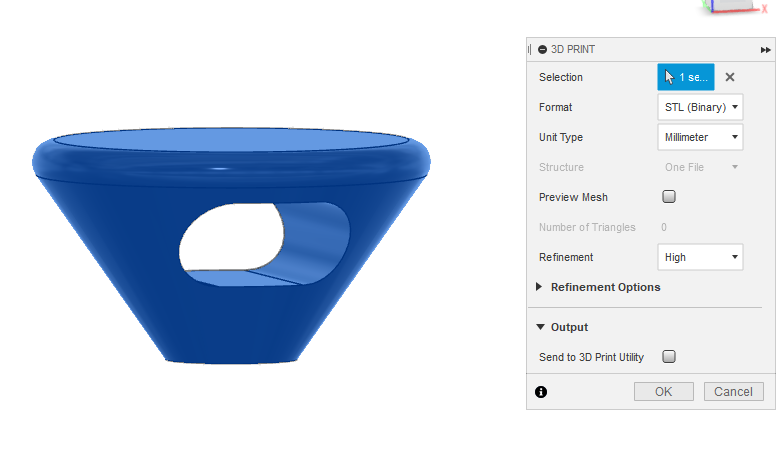 X
3D PRINT
Selection 1 se...
Format STL (Binary)
Unit Type Millimeter
Structure One File
Preview Mesh
Number of Triangles 0
Refinement High
Refinement Options
Output
Send to 3D Print Utility
OK Cancel